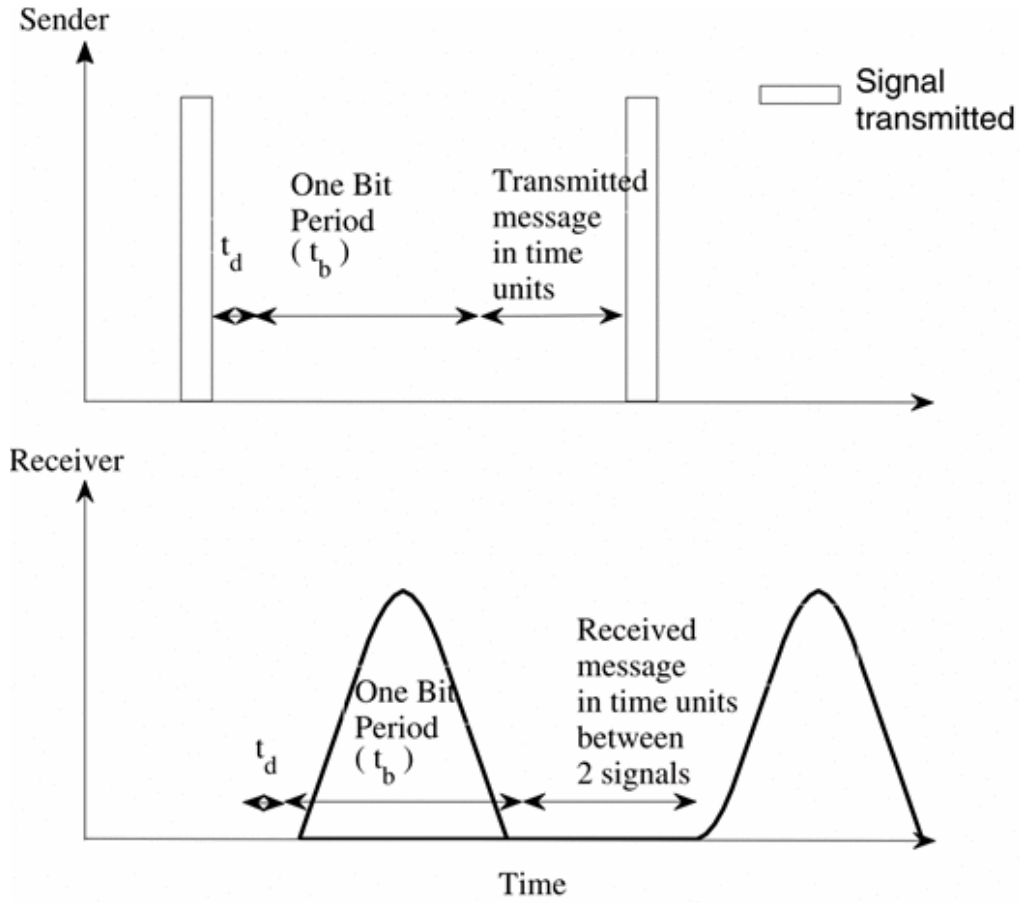 Sender
Signal
transmitted
One Bit
Period
( t_b )
t_d
Transmitted
message
in time
units
Receiver
Received
message
in time units
between
2 signals
One Bit
Period
( t_b )
t_d
Time